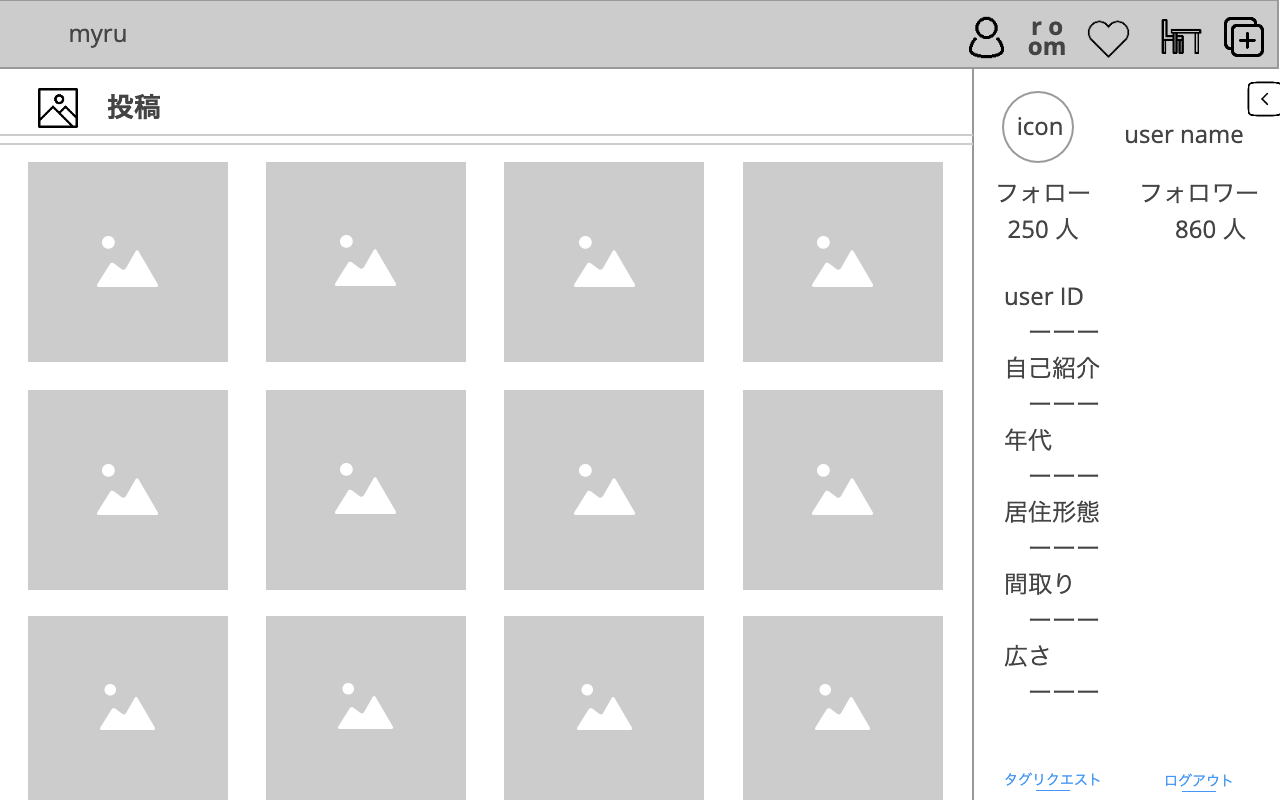 myru
r o
om
投稿
icon
user name
フォロー
フォロワー
250 人
860 人
user ID
ーーー
自己紹介
ーーー
年代
ーーー
居住形態
ーーー
間取り
ーーー
広さ
ーーー
タグリクエスト
ログアウト